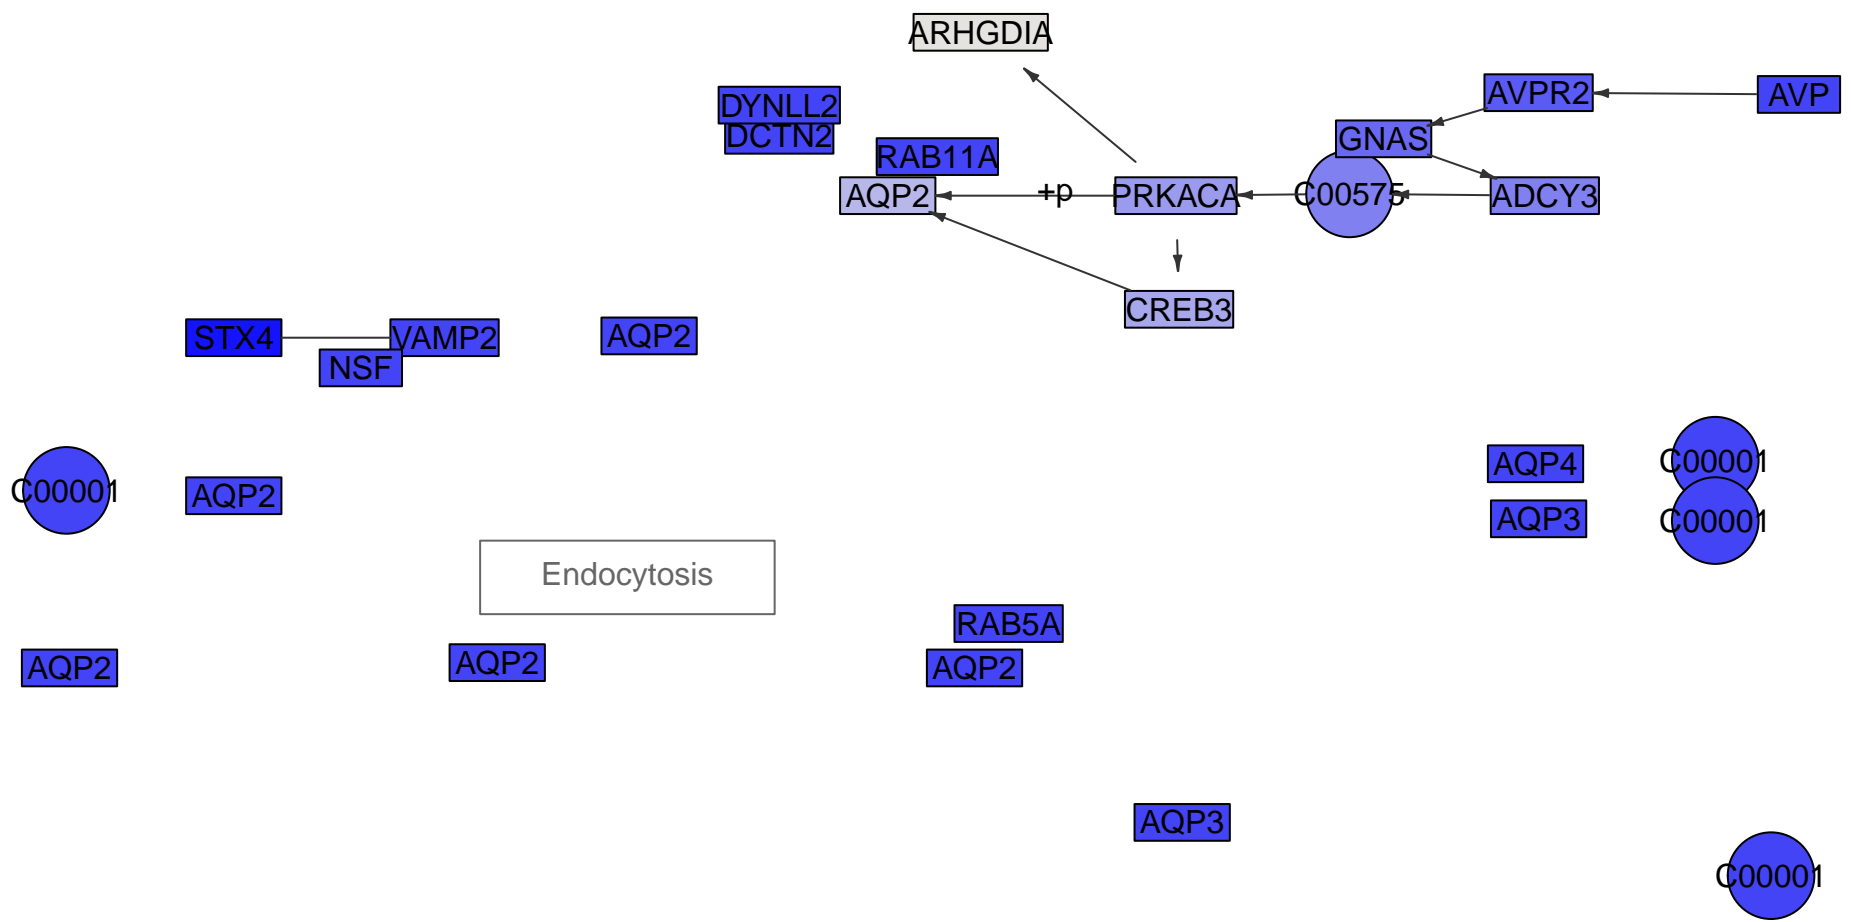 ARHGDIA
DYNLL2
AVPR2
AVP
DCTN2
GNAS
RAB11A
AQP2
+p
PRKACA
C00575
ADCY3
CREB3
STX4
VAMP2
AQP2
NSF
AQP4
C00001
C00001
AQP2
AQP3
C00001
Endocytosis
RAB5A
AQP2
AQP2
AQP2
AQP3
C00001